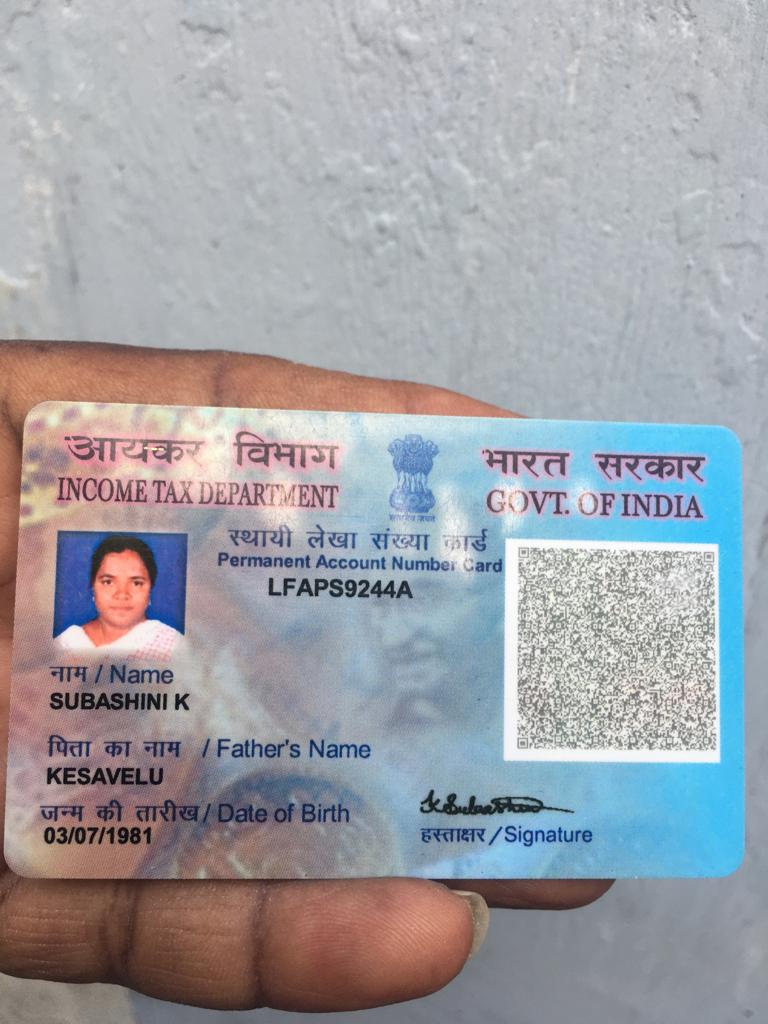 आयकर विभाग
INCOME TAX DEPARTMENT
भारत सरकार
GOVT. OF INDIA
सत्यमेव जयते
स्थायी लेखा संख्या कार्ड
Permanent Account Number Card
LFAPS9244A
नाम / Name
SUBASHINI K
पिता का नाम / Father's Name
KESAVELU
जन्म की तारीख / Date of Birth
03/07/1981
K Subashini
हस्ताक्षर / Signature